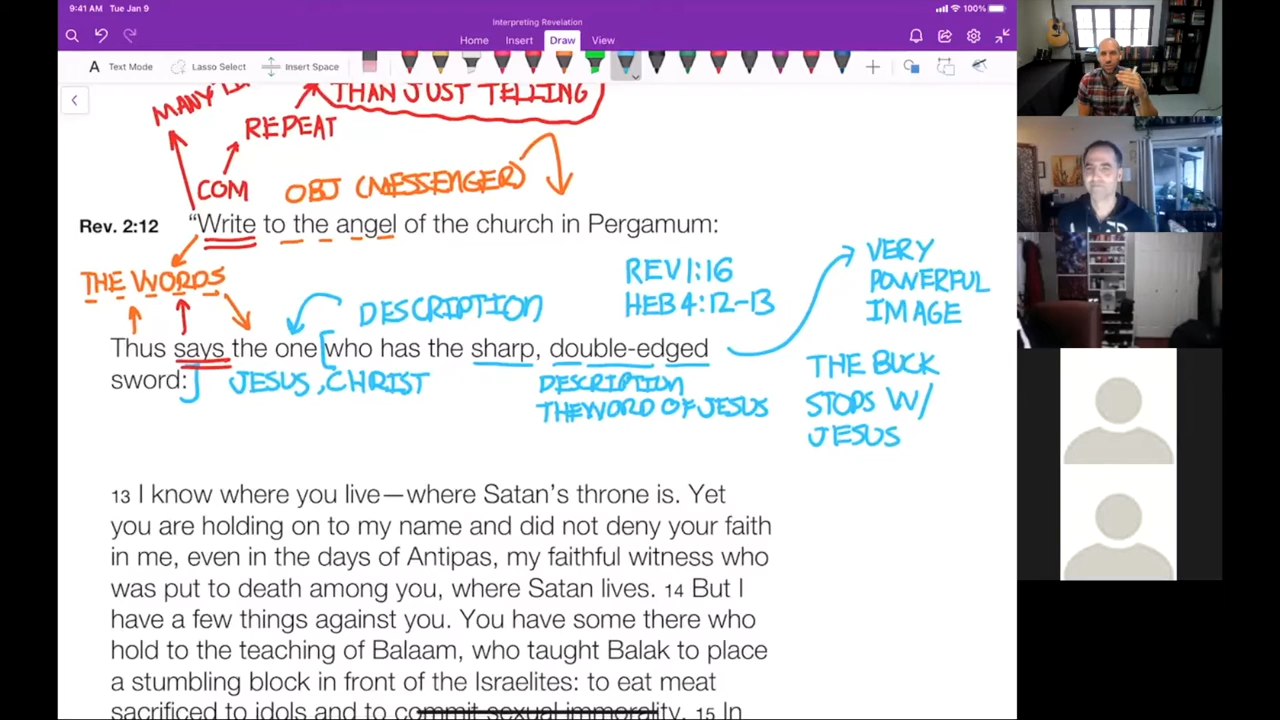 9:41 AM Tue Jan 9
100%
Interpreting Revelation
Home Insert Draw View
Text Mode Lasso Select Insert Space
MANY
THAN JUST TELLING
REPEAT
COM
OBJ (MESSENGER)
Rev. 2:12 “Write to the angel of the church in Pergamum:
THE WORDS
DESCRIPTION
REV 1:16
HEB 4:12-13
VERY
POWERFUL
IMAGE
Thus says the one who has the sharp, double-edged
sword:
JESUS, CHRIST
DESCRIPTION
THE WORD OF JESUS
THE BUCK
STOPS W/
JESUS
13 I know where you live—where Satan’s throne is. Yet
you are holding on to my name and did not deny your faith
in me, even in the days of Antipas, my faithful witness who
was put to death among you, where Satan lives. 14 But I
have a few things against you. You have some there who
hold to the teaching of Balaam, who taught Balak to place
a stumbling block in front of the Israelites: to eat meat
sacrificed to idols and to commit sexual immorality. 15 In